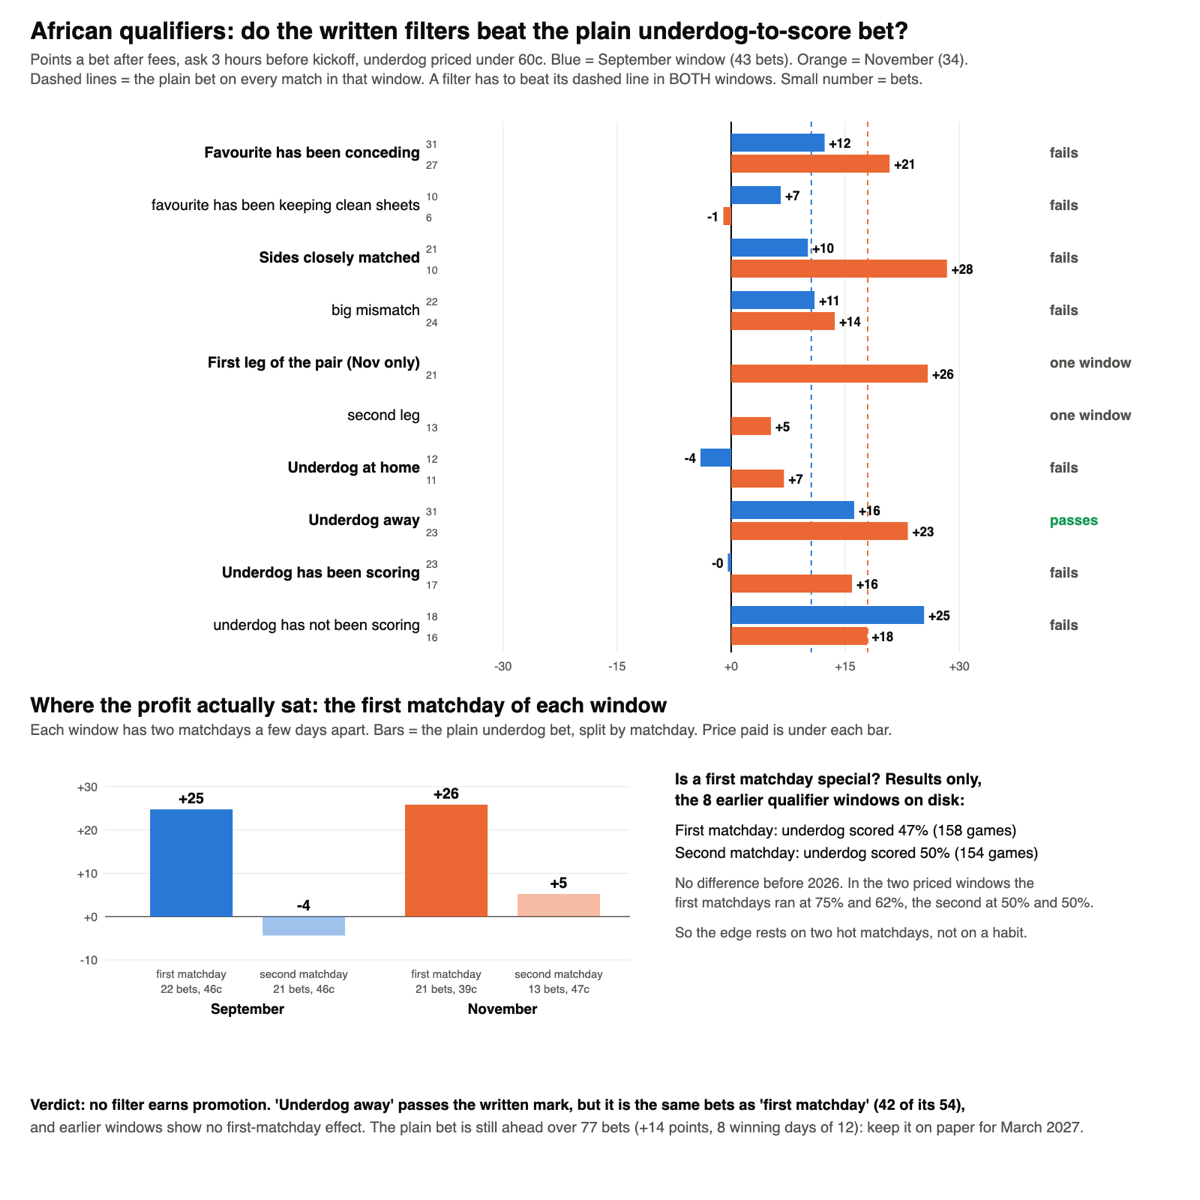 African qualifiers: do the written filters beat the plain underdog-to-score bet?
Points a bet after fees, ask 3 hours before kickoff, underdog priced under 60c. Blue = September window (43 bets). Orange = November (34).
Dashed lines = the plain bet on every match in that window. A filter has to beat its dashed line in BOTH windows. Small number = bets.
Favourite has been conceding 31 27 +12 +21 fails
favourite has been keeping clean sheets 10 6 +7 -1 fails
Sides closely matched 21 10 +10 +28 fails
big mismatch 22 24 +11 +14 fails
First leg of the pair (Nov only) 21 +26 one window
second leg 13 +5 one window
Underdog at home 12 11 -4 +7 fails
Underdog away 31 23 +16 +23 passes
Underdog has been scoring 23 17 -0 +16 fails
underdog has not been scoring 18 16 +25 +18 fails
-30 -15 +0 +15 +30
Where the profit actually sat: the first matchday of each window
Each window has two matchdays a few days apart. Bars = the plain underdog bet, split by matchday. Price paid is under each bar.
+30
+20
+10
+0
-10
+25 -4 +26 +5
first matchday second matchday first matchday second matchday
22 bets, 46c 21 bets, 46c 21 bets, 39c 13 bets, 47c
September November
Is a first matchday special? Results only,
the 8 earlier qualifier windows on disk:
First matchday: underdog scored 47% (158 games)
Second matchday: underdog scored 50% (154 games)
No difference before 2026. In the two priced windows the
first matchdays ran at 75% and 62%, the second at 50% and 50%.
So the edge rests on two hot matchdays, not on a habit.
Verdict: no filter earns promotion. 'Underdog away' passes the written mark, but it is the same bets as 'first matchday' (42 of its 54),
and earlier windows show no first-matchday effect. The plain bet is still ahead over 77 bets (+14 points, 8 winning days of 12): keep it on paper for March 2027.